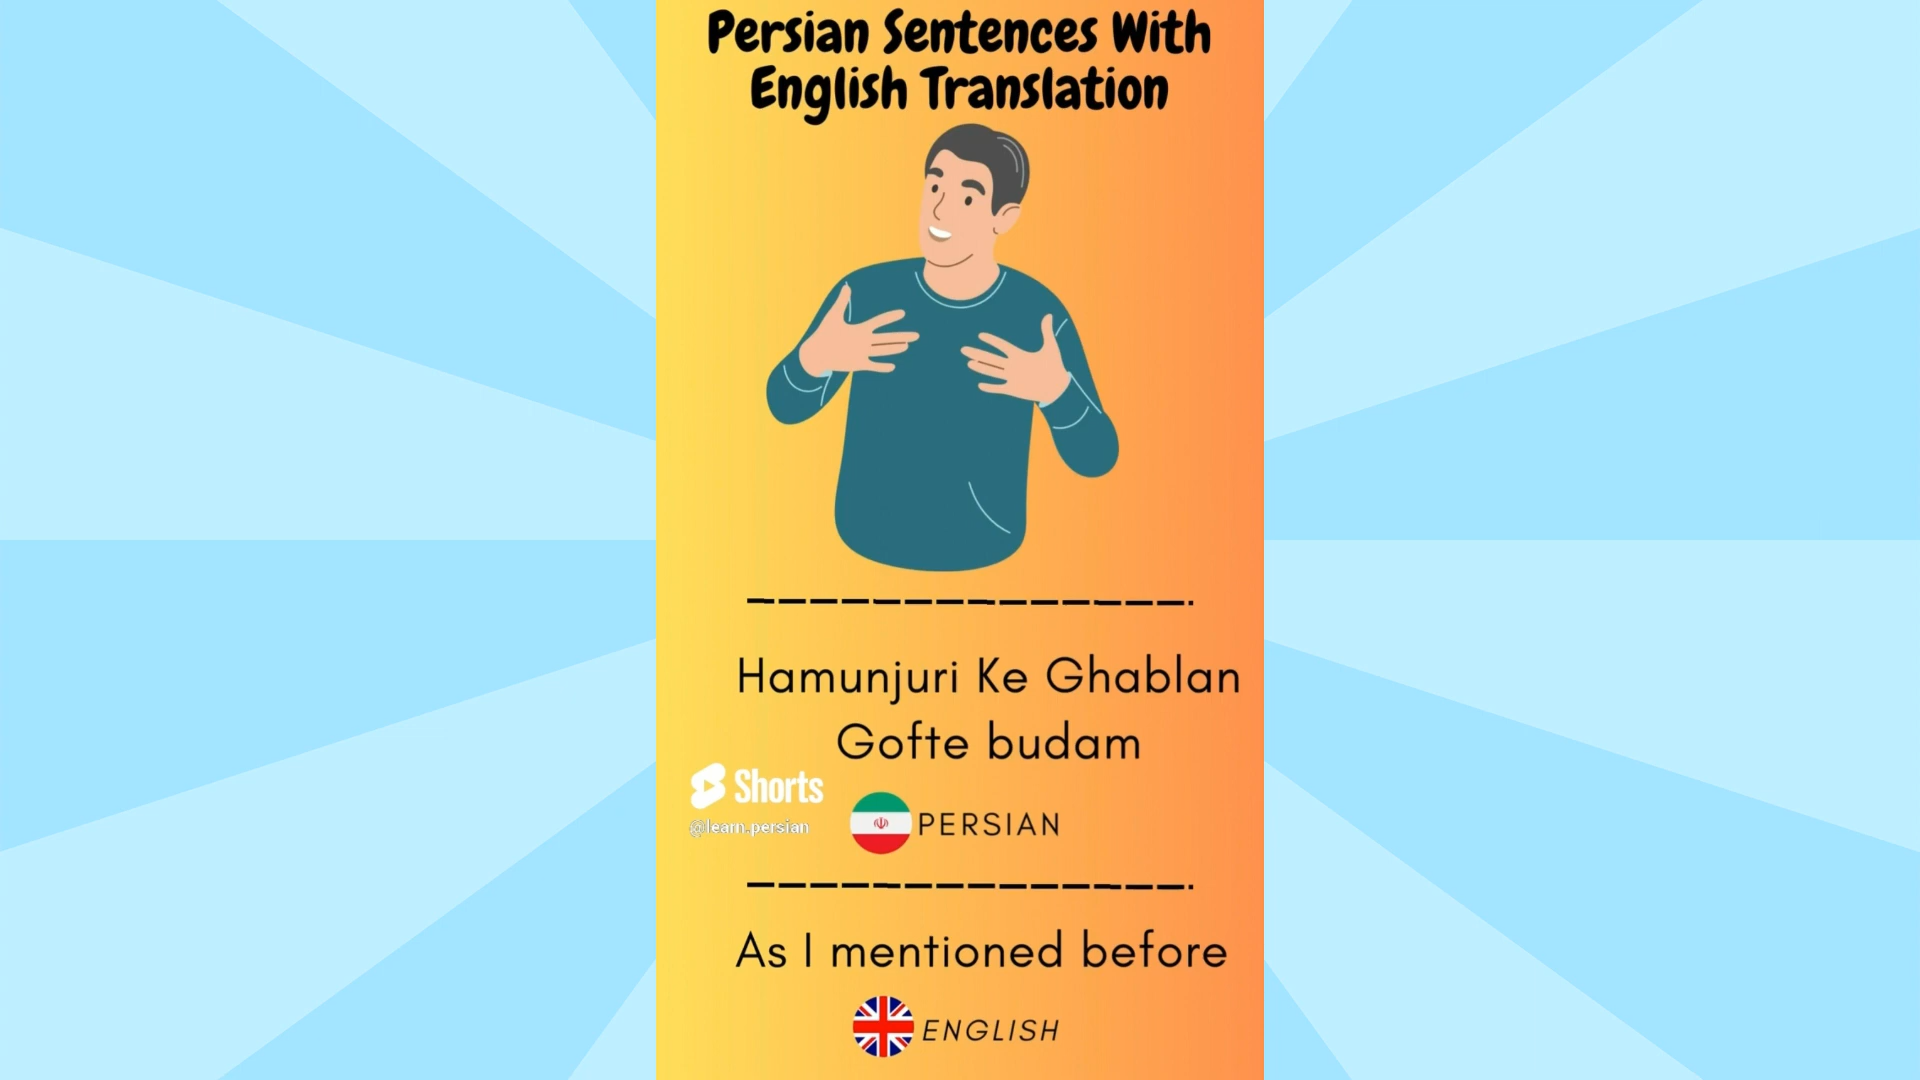 Persian Sentences With
English Translation
Hamunjuri Ke Ghablan
Gofte budam
Shorts
@learn.persian
PERSIAN
As I mentioned before
ENGLISH